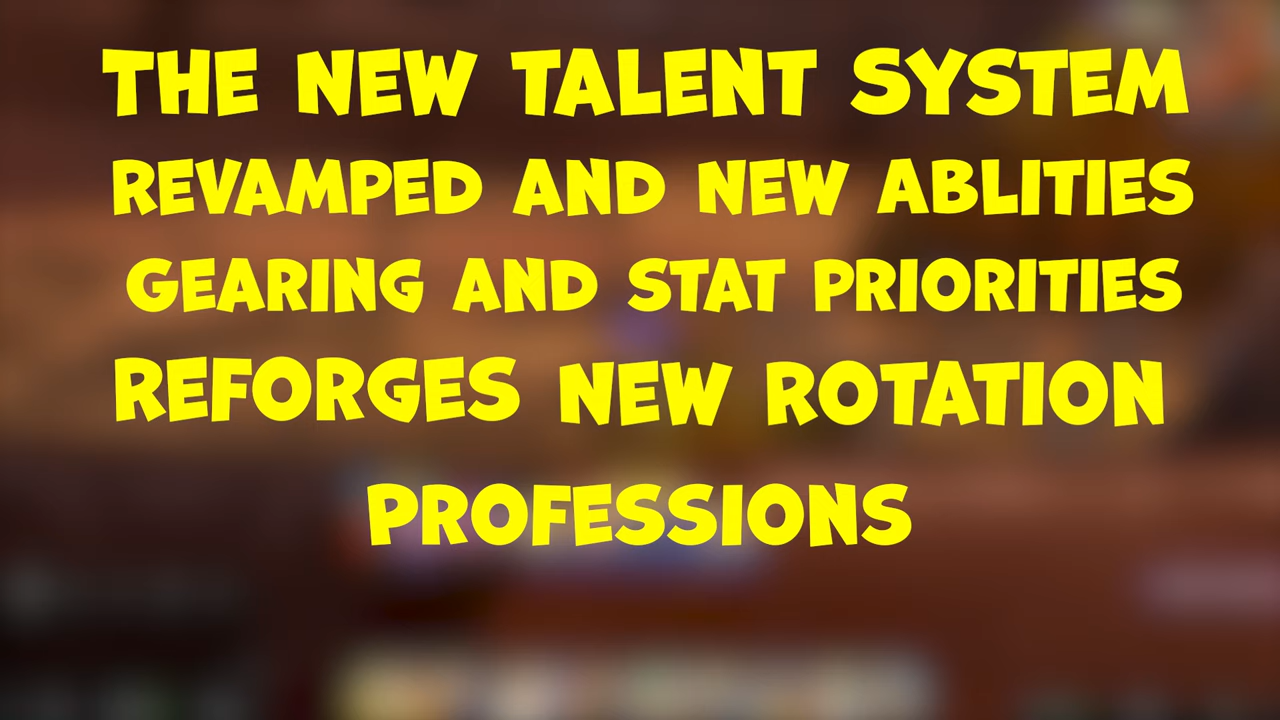 THE NEW TALENT SYSTEM
REVAMPED AND NEW ABLITIES
GEARING AND STAT PRIORITIES
REFORGES NEW ROTATION
PROFESSIONS